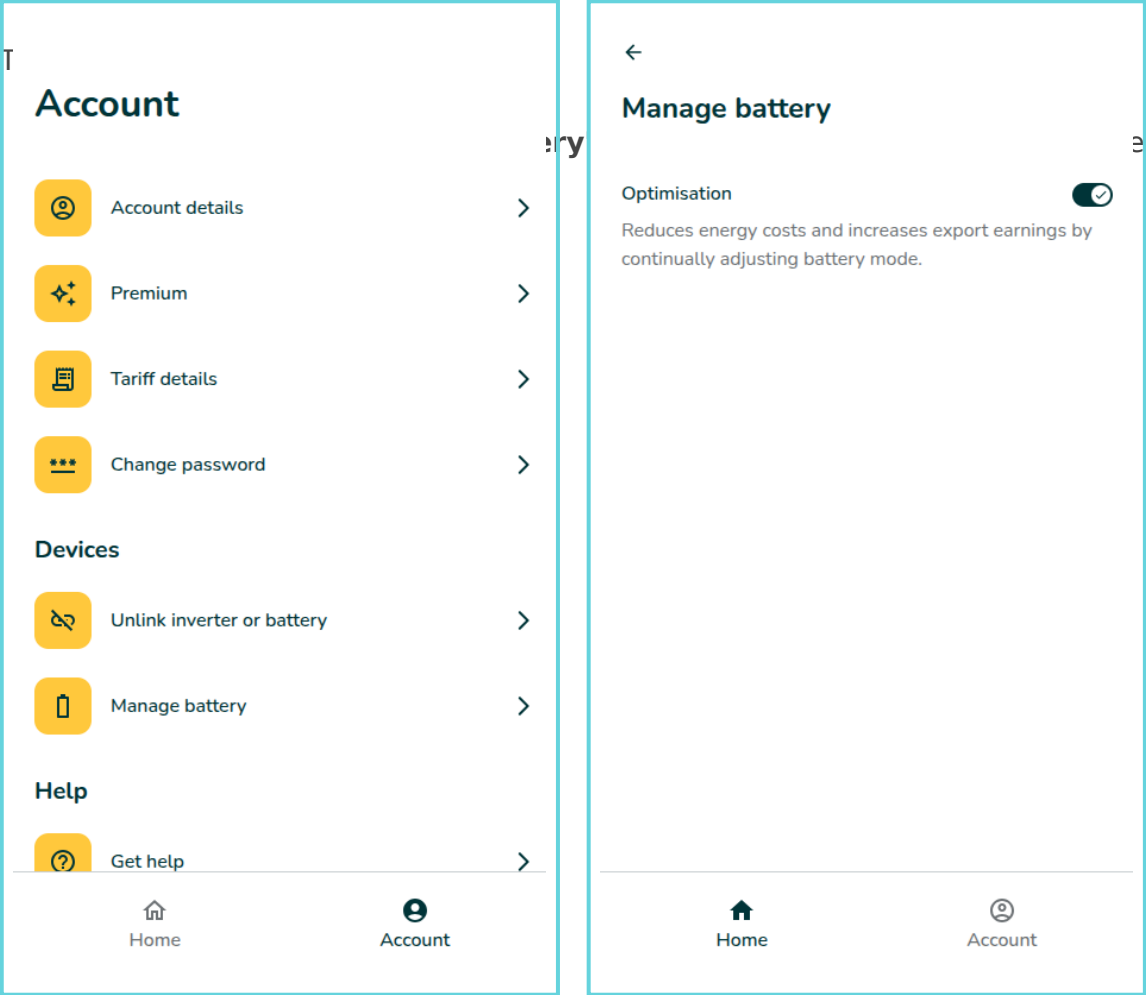 T
Account
Account details
Premium
Tariff details
Change password
***
Devices
Unlink inverter or battery
Manage battery
Help
Get help
Home
Account
ery
Manage battery
Optimisation
Reduces energy costs and increases export earnings by
continually adjusting battery mode.
Home
Account
e